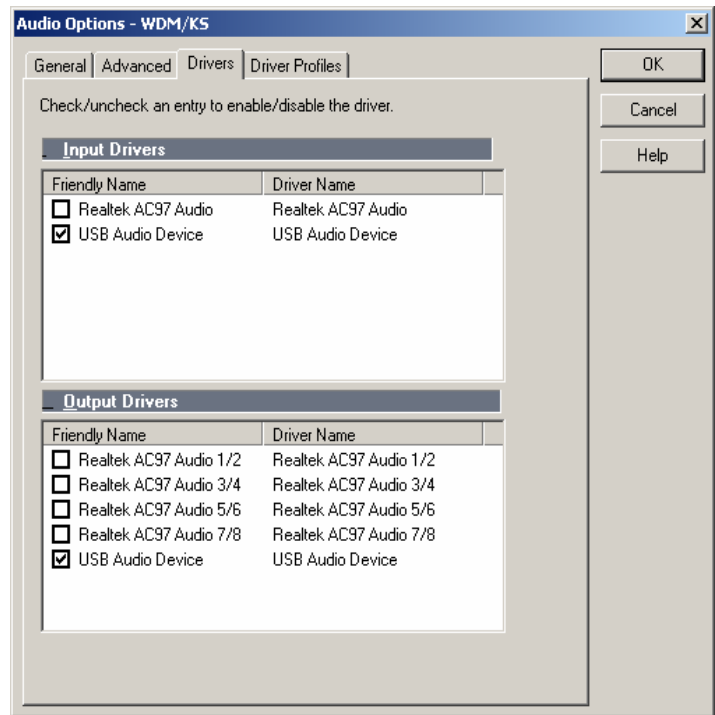 Audio Options - WDM/KS
General Advanced Drivers Driver Profiles
OK
Check/uncheck an entry to enable/disable the driver.
Cancel
Help
Input Drivers
Friendly Name Driver Name
Realtek AC97 Audio Realtek AC97 Audio
USB Audio Device USB Audio Device
Output Drivers
Friendly Name Driver Name
Realtek AC97 Audio 1/2 Realtek AC97 Audio 1/2
Realtek AC97 Audio 3/4 Realtek AC97 Audio 3/4
Realtek AC97 Audio 5/6 Realtek AC97 Audio 5/6
Realtek AC97 Audio 7/8 Realtek AC97 Audio 7/8
USB Audio Device USB Audio Device